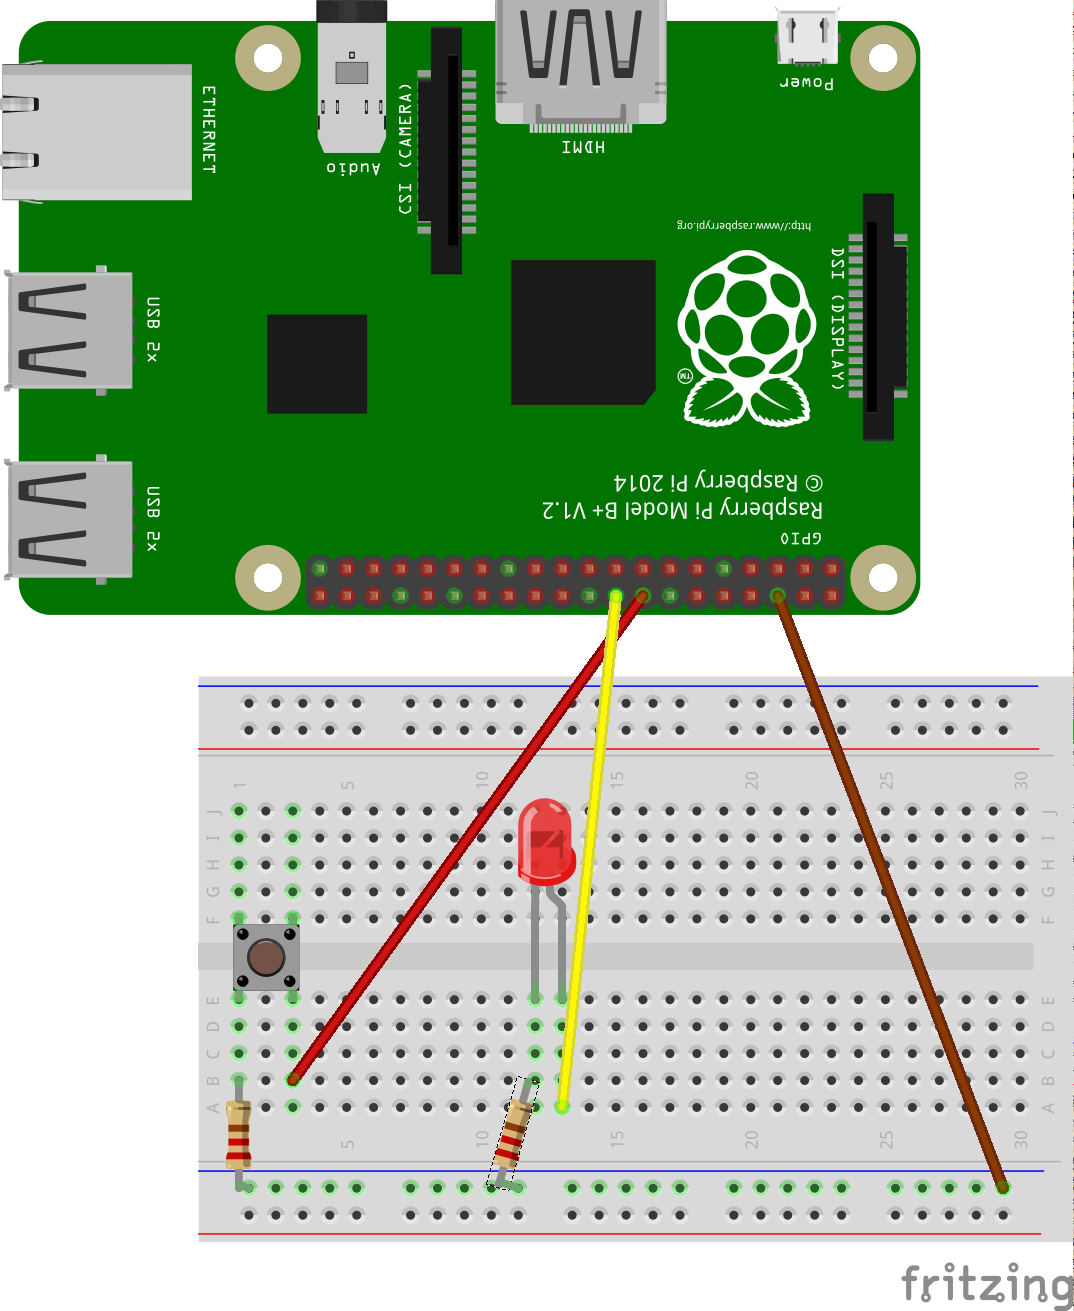 Power
ETHERNET
Audio
CSI (CAMERA)
HDMI
http://www.raspberrypi.org
DSI (DISPLAY)
USB 2x
TM
© Raspberry Pi 2014
Raspberry Pi Model B+ V1.2
USB 2x
GPIO
1 5 10 15 20 25 30
J J
I I
H H
G G
F F
E E
D D
C C
B B
A A
5 10 15 20 25 30
fritzing